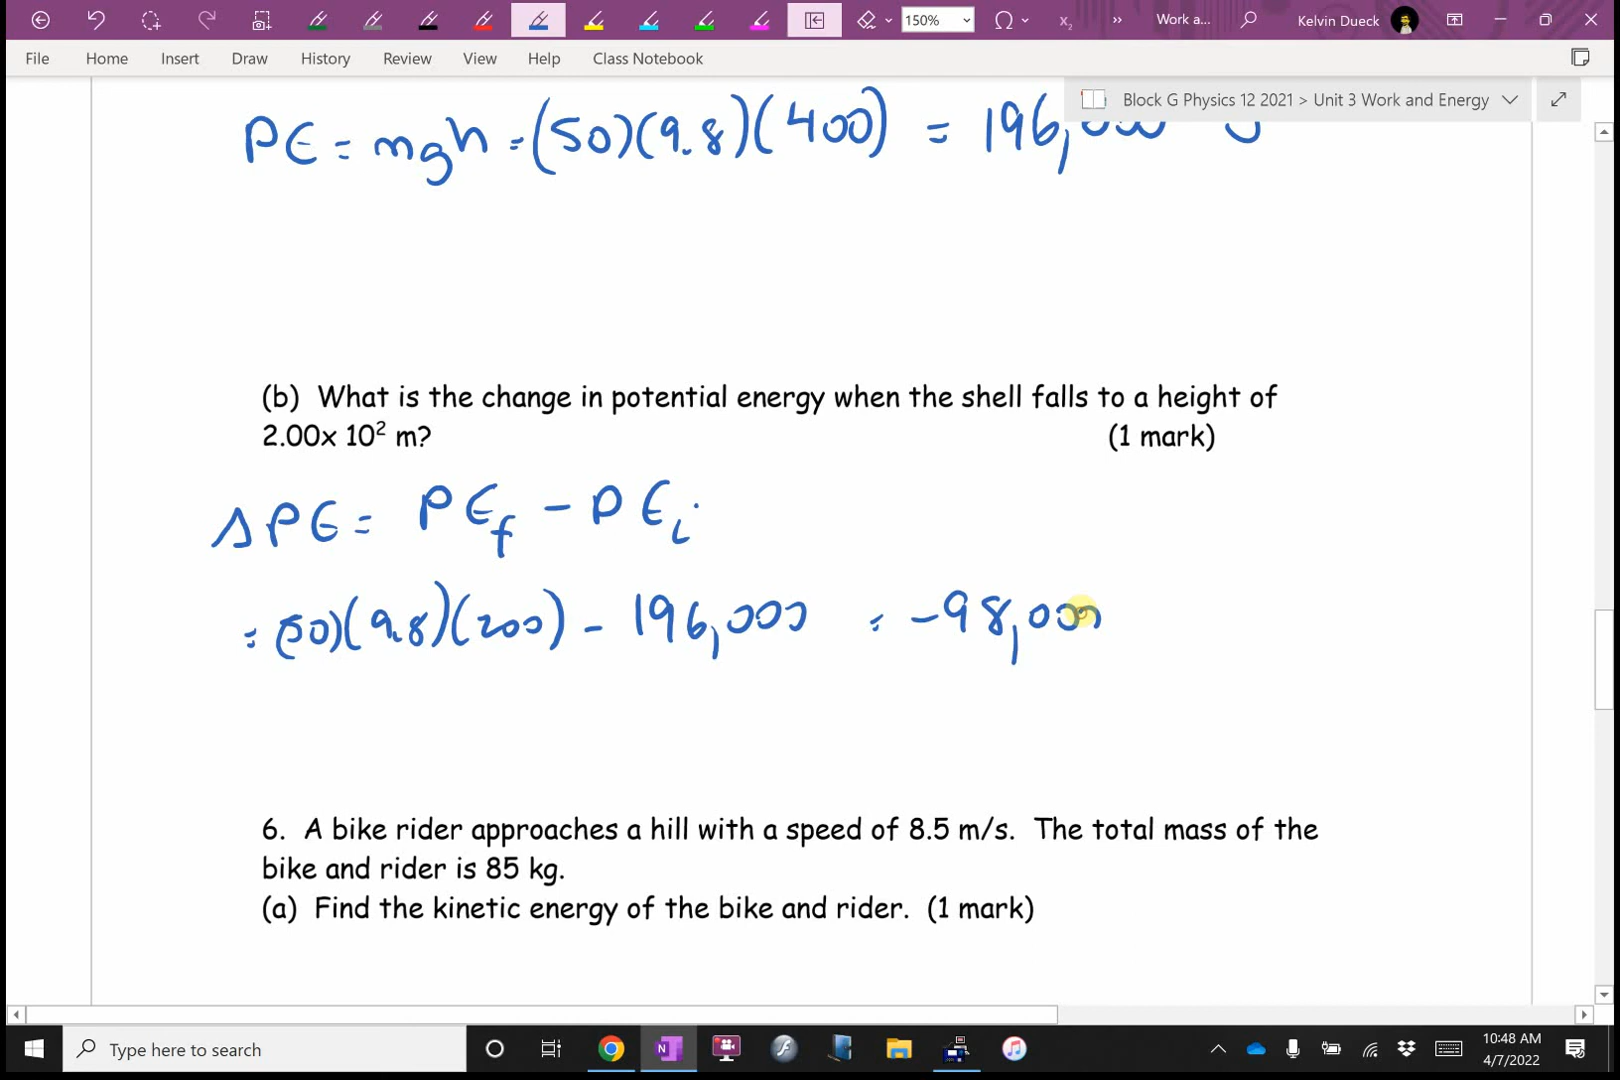 150% Ω x₂ » Work a... Kelvin Dueck
File Home Insert Draw History Review View Help Class Notebook
Block G Physics 12 2021 > Unit 3 Work and Energy
PE = mgh = (50)(9.8)(400) = 196,000 J
(b) What is the change in potential energy when the shell falls to a height of
2.00x 10² m? (1 mark)
ΔPE = PEf - PEi
= (50)(9.8)(200) - 196,000 = -98,000
6. A bike rider approaches a hill with a speed of 8.5 m/s. The total mass of the
bike and rider is 85 kg.
(a) Find the kinetic energy of the bike and rider. (1 mark)
Type here to search
N
10:48 AM
4/7/2022